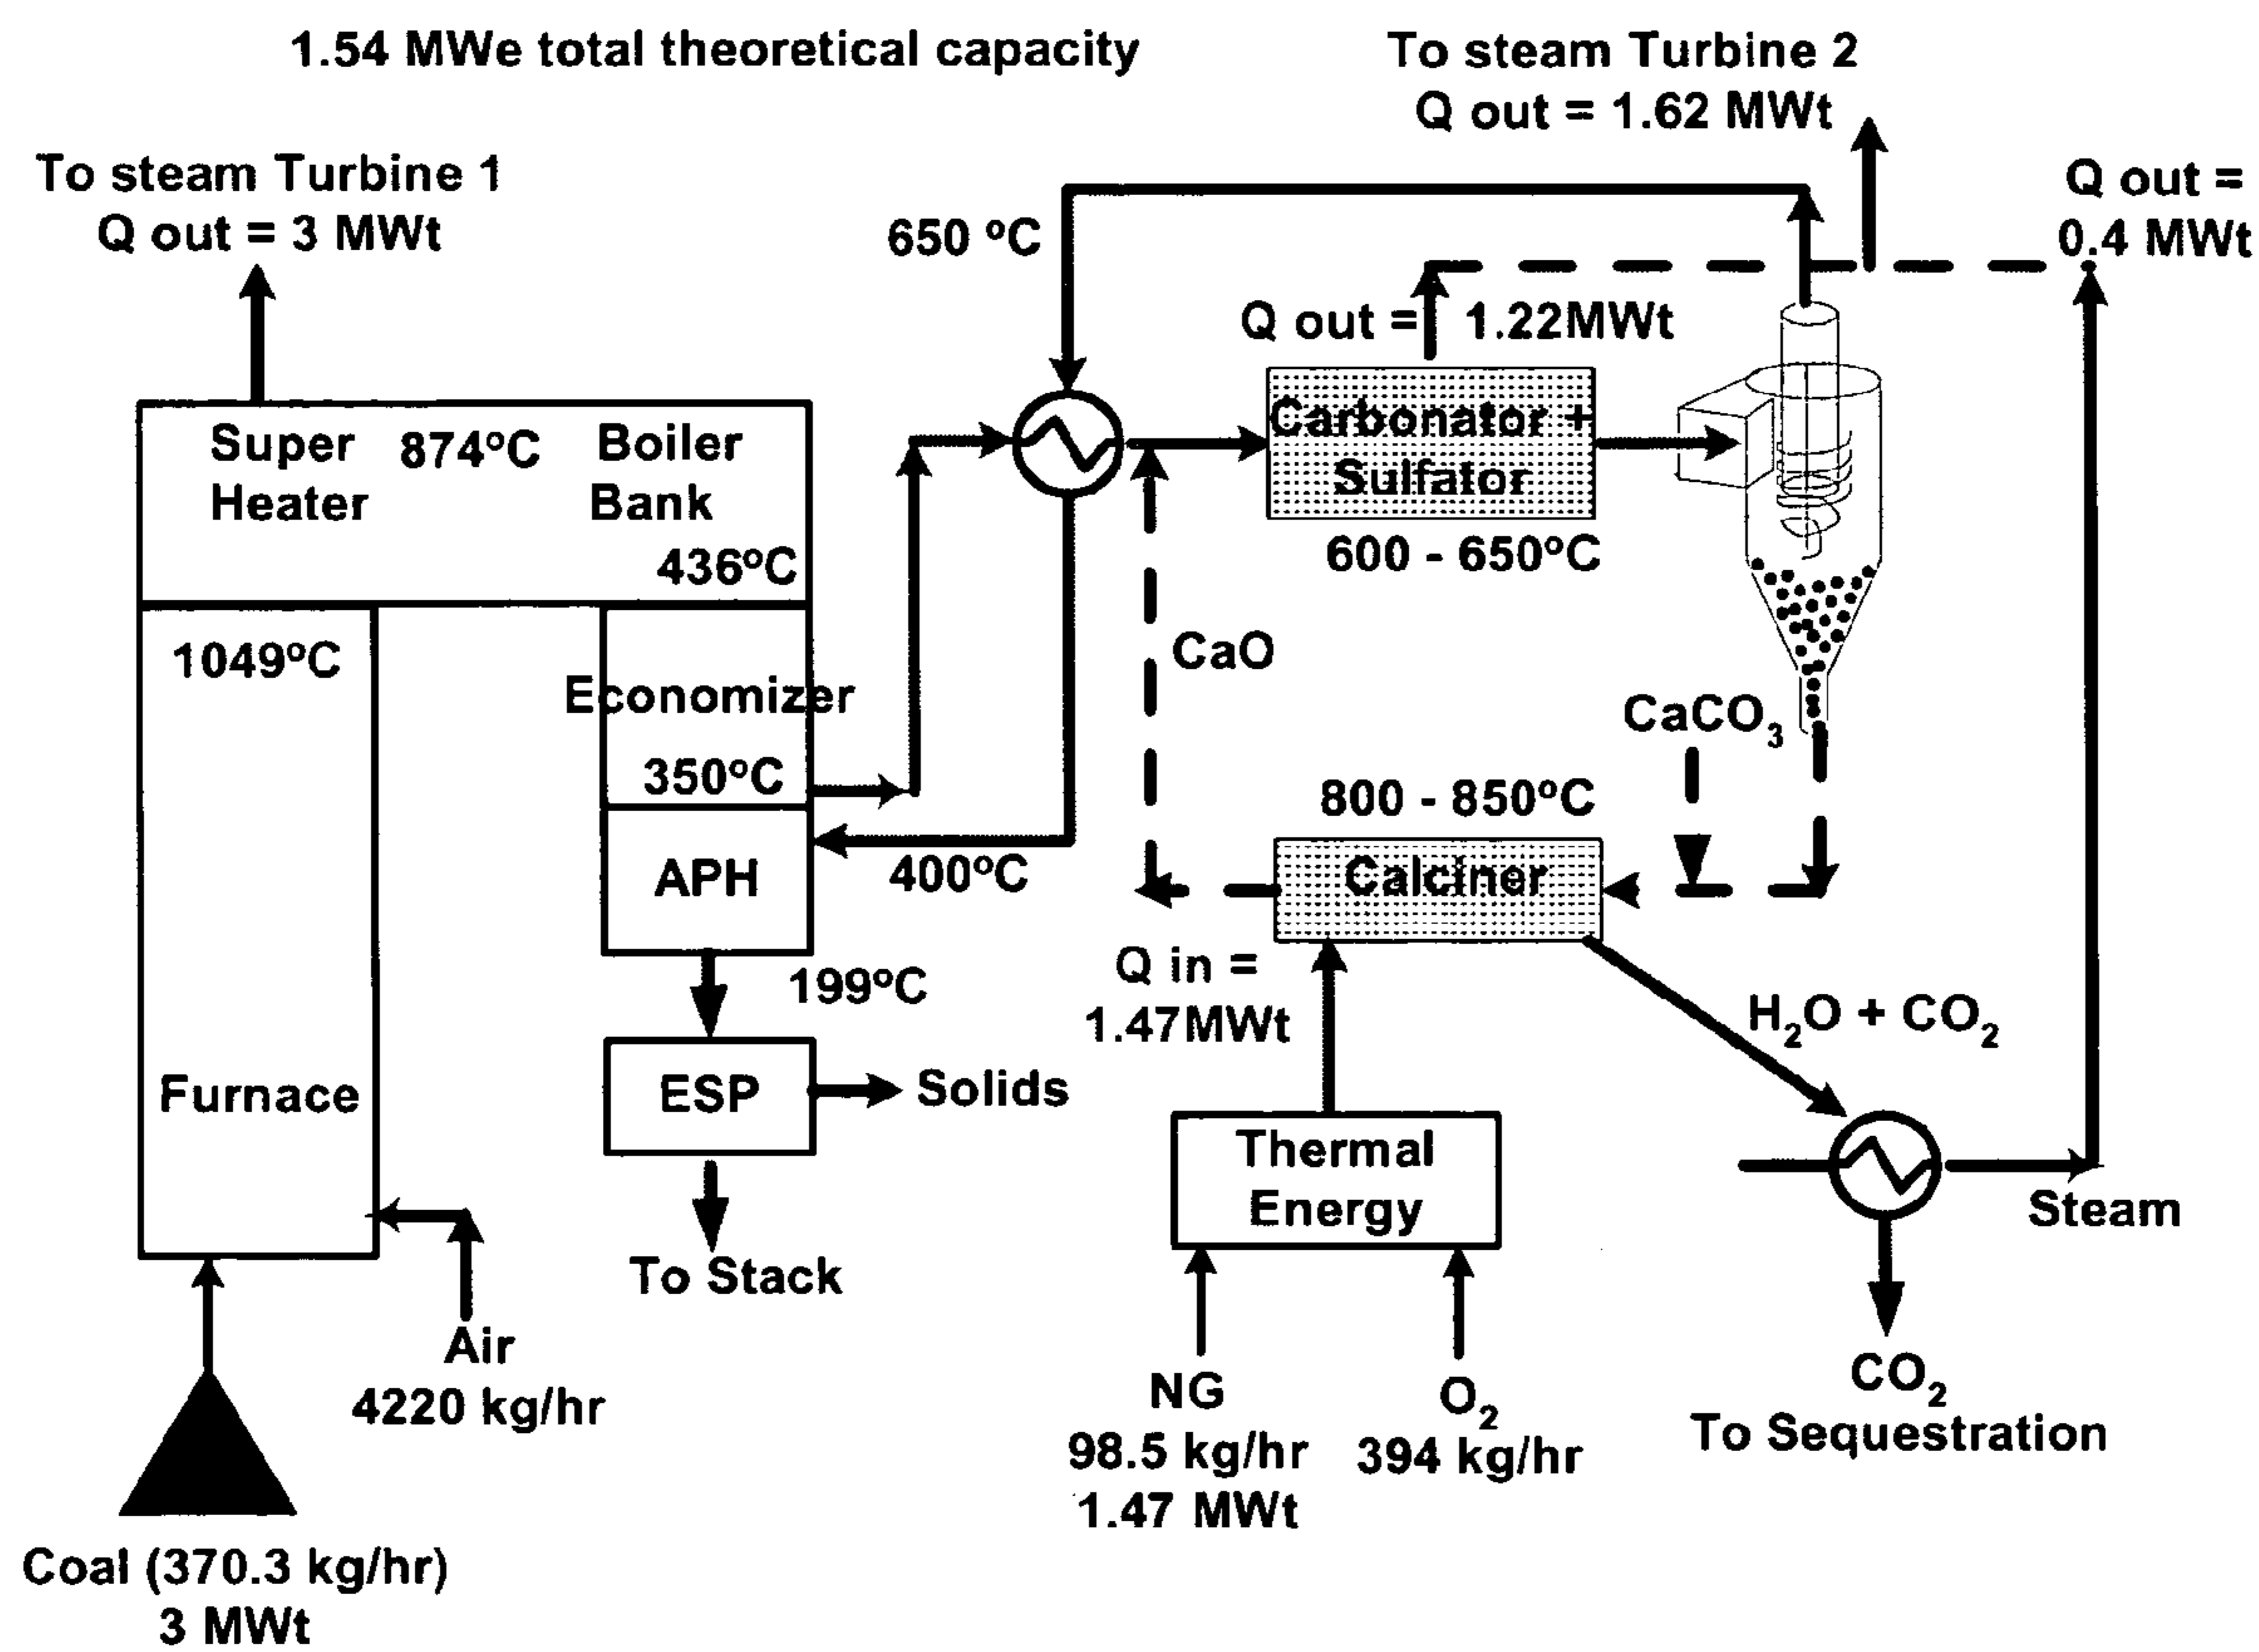 1.54 MWe total theoretical capacity
To steam Turbine 2
Q out = 1.62 MWt
To steam Turbine 1
Q out = 3 MWt
Q out =
0.4 MWt
650 °C
Q out = 1.22MWt
Super
Heater
874°C
Boiler
Bank
436°C
Carbonator +
Sulfator
600 - 650°C
1049°C
Economizer
350°C
CaO
CaCO₃
800 - 850°C
APH
400°C
Calciner
199°C
Q in =
1.47MWt
H₂O + CO₂
Furnace
ESP
Solids
Thermal
Energy
Steam
To Stack
Air
4220 kg/hr
NG
98.5 kg/hr
1.47 MWt
O₂
394 kg/hr
CO₂
To Sequestration
Coal (370.3 kg/hr)
3 MWt